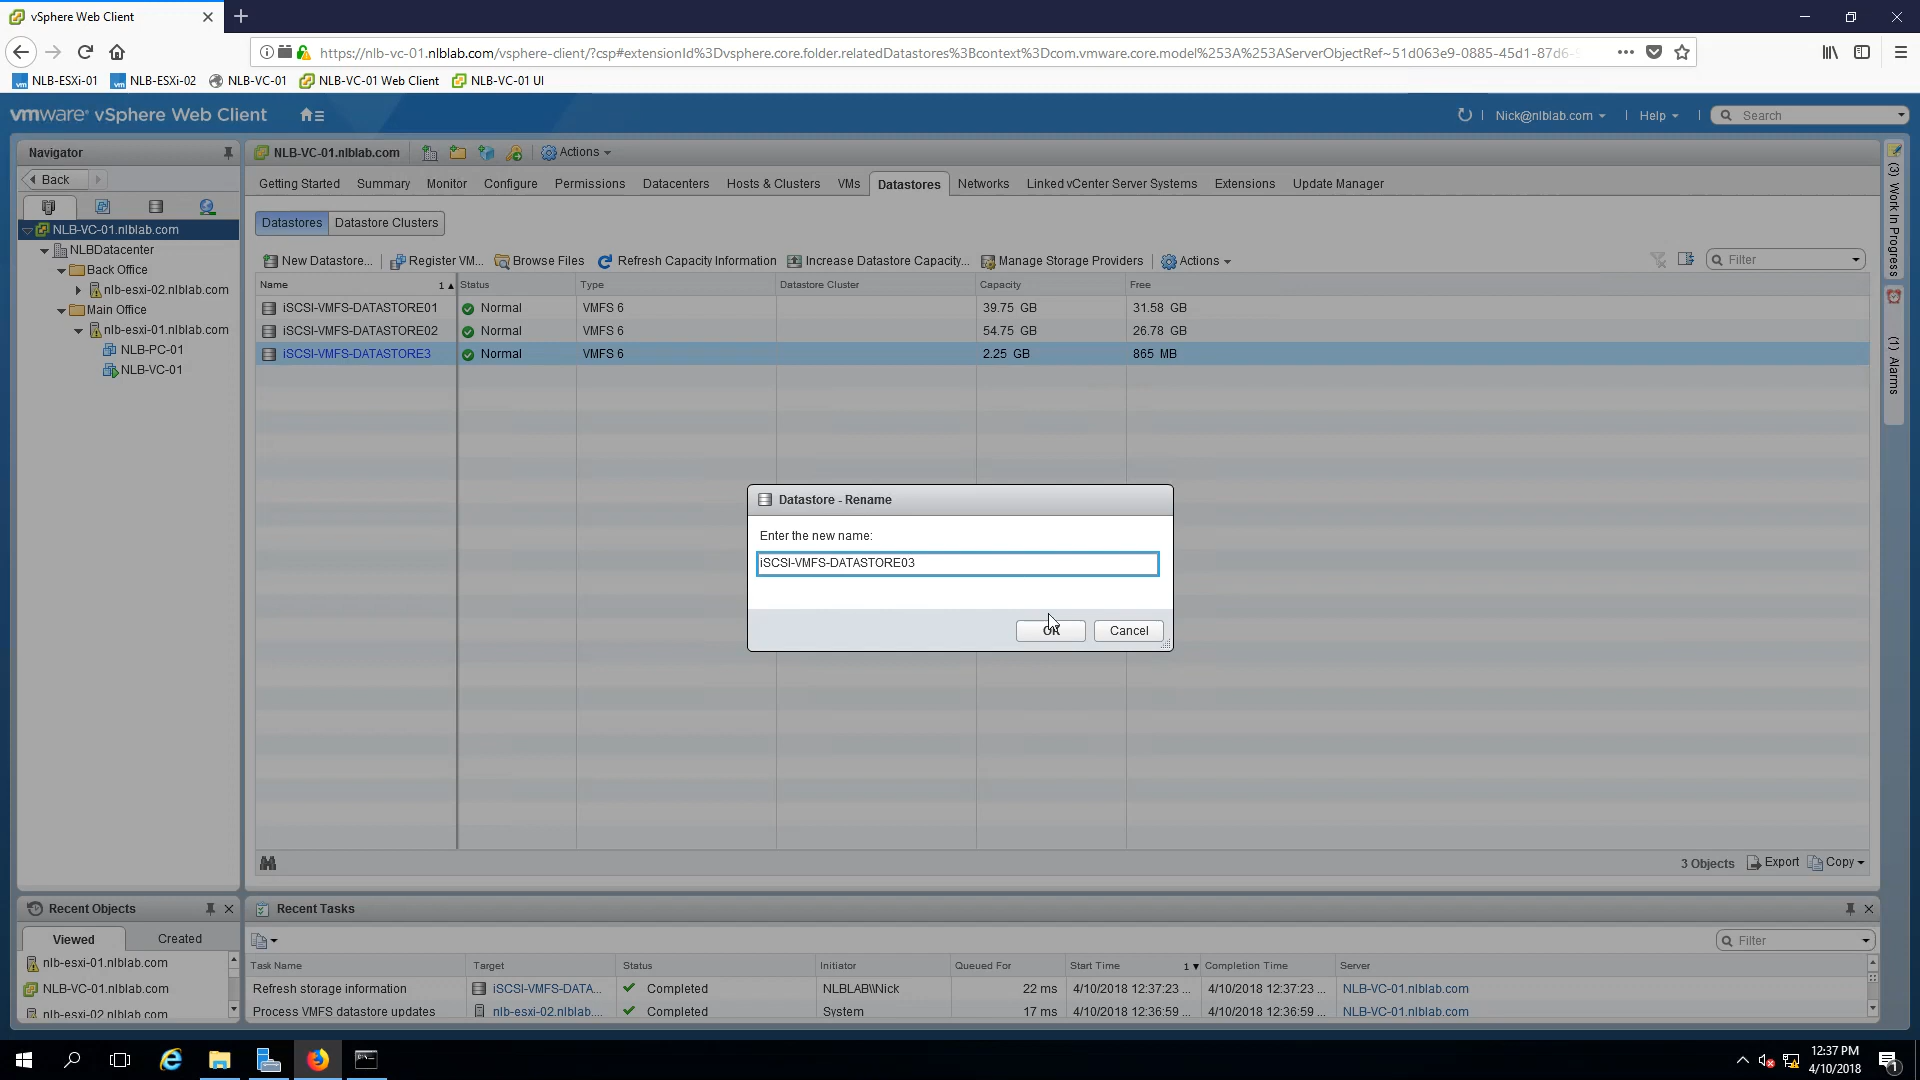 vSphere Web Client
https://nlb-vc-01.nlblab.com/vsphere-client/?csp#extensionId%3Dvsphere.core.folder.relatedDatastores%3Bcontext%3Dcom.vmware.core.model%253A%253AServerObjectRef~51d063e9-0885-45d1-87d6-
NLB-ESXi-01 NLB-ESXi-02 NLB-VC-01 NLB-VC-01 Web Client NLB-VC-01 UI
vmware vSphere Web Client
Nick@nlblab.com | Help | Search
Navigator
Back
NLB-VC-01.nlblab.com
NLBDatacenter
Back Office
nlb-esxi-02.nlblab.com
Main Office
nlb-esxi-01.nlblab.com
NLB-PC-01
NLB-VC-01
NLB-VC-01.nlblab.com Actions
Getting Started Summary Monitor Configure Permissions Datacenters Hosts & Clusters VMs Datastores Networks Linked vCenter Server Systems Extensions Update Manager
Datastores Datastore Clusters
New Datastore... Register VM... Browse Files Refresh Capacity Information Increase Datastore Capacity... Manage Storage Providers Actions Filter
Name 1 Status Type Datastore Cluster Capacity Free
iSCSI-VMFS-DATASTORE01 Normal VMFS 6 39.75 GB 31.58 GB
iSCSI-VMFS-DATASTORE02 Normal VMFS 6 54.75 GB 26.78 GB
iSCSI-VMFS-DATASTORE3 Normal VMFS 6 2.25 GB 865 MB
Datastore - Rename
Enter the new name:
iSCSI-VMFS-DATASTORE03
OK Cancel
3 Objects Export Copy
(3) Work In Progress
(1) Alarms
Recent Objects
Viewed Created
nlb-esxi-01.nlblab.com
NLB-VC-01.nlblab.com
nlb-esxi-02.nlblab.com
Recent Tasks
Filter
Task Name Target Status Initiator Queued For Start Time 1 Completion Time Server
Refresh storage information iSCSI-VMFS-DATA... Completed NLBLAB\\Nick 22 ms 4/10/2018 12:37:23 ... 4/10/2018 12:37:23 ... NLB-VC-01.nlblab.com
Process VMFS datastore updates nlb-esxi-02.nlblab.... Completed System 17 ms 4/10/2018 12:36:59 ... 4/10/2018 12:36:59 ... NLB-VC-01.nlblab.com
12:37 PM
4/10/2018
1